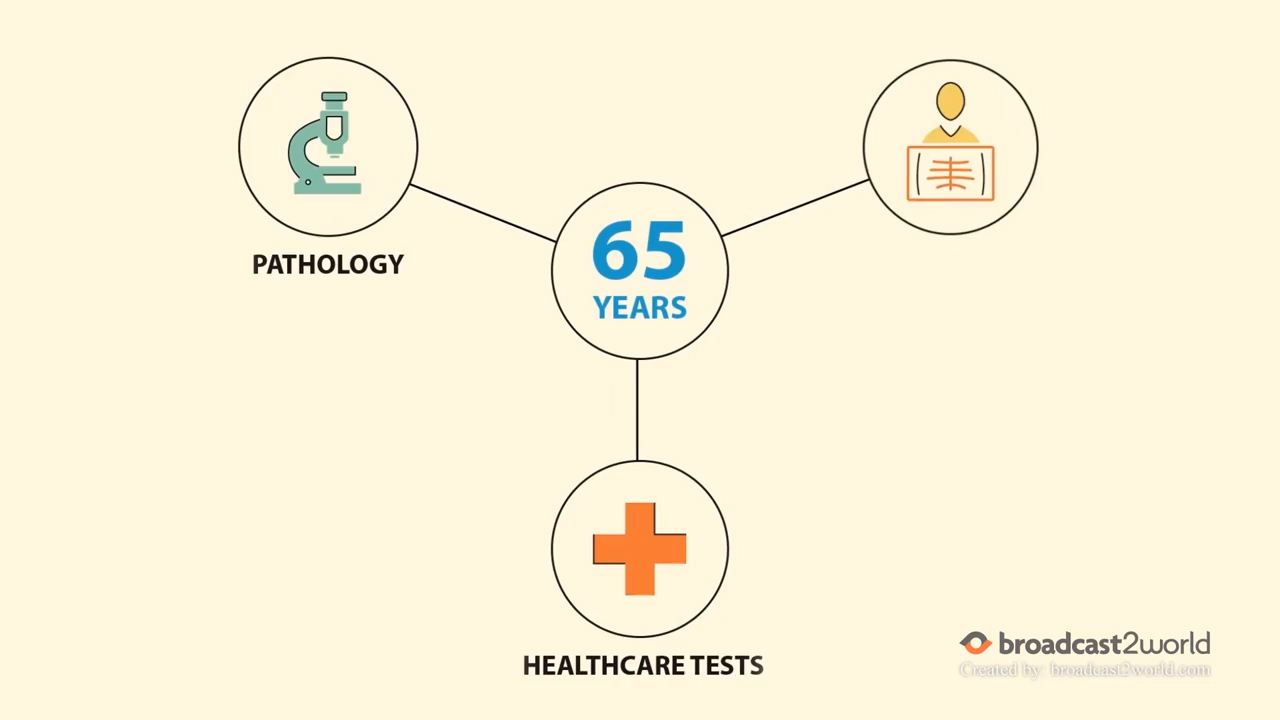 PATHOLOGY
65
YEARS
HEALTHCARE TESTS
broadcast2world
Created by: broadcast2world.com